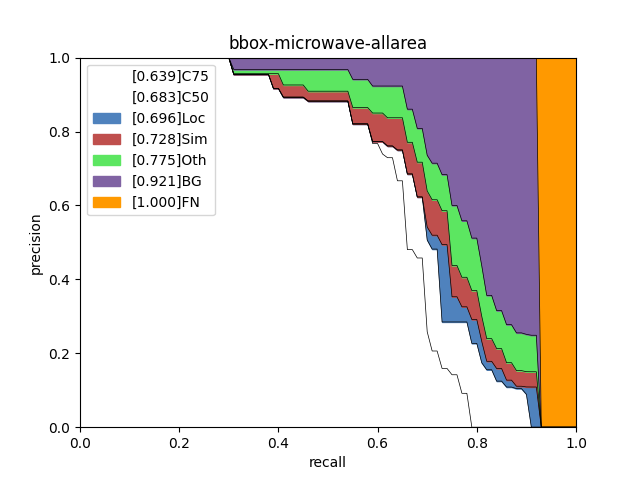 bbox-microwave-allarea
1.0
0.8
0.6
0.4
0.2
0.0
precision
[0.639]C75
[0.683]C50
[0.696]Loc
[0.728]Sim
[0.775]Oth
[0.921]BG
[1.000]FN
0.0 0.2 0.4 0.6 0.8 1.0
recall